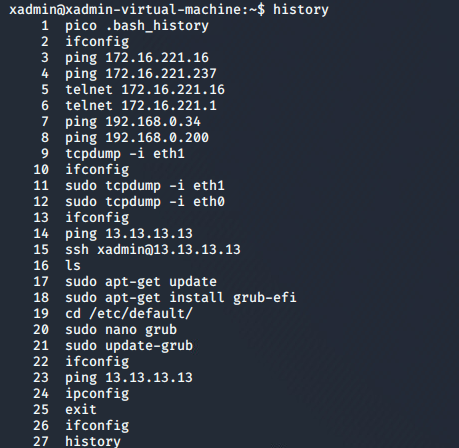 xadmin@xadmin-virtual-machine:~$ history
1 pico .bash_history
2 ifconfig
3 ping 172.16.221.16
4 ping 172.16.221.237
5 telnet 172.16.221.16
6 telnet 172.16.221.1
7 ping 192.168.0.34
8 ping 192.168.0.200
9 tcpdump -i eth1
10 ifconfig
11 sudo tcpdump -i eth1
12 sudo tcpdump -i eth0
13 ifconfig
14 ping 13.13.13.13
15 ssh xadmin@13.13.13.13
16 ls
17 sudo apt-get update
18 sudo apt-get install grub-efi
19 cd /etc/default/
20 sudo nano grub
21 sudo update-grub
22 ifconfig
23 ping 13.13.13.13
24 ipconfig
25 exit
26 ifconfig
27 history